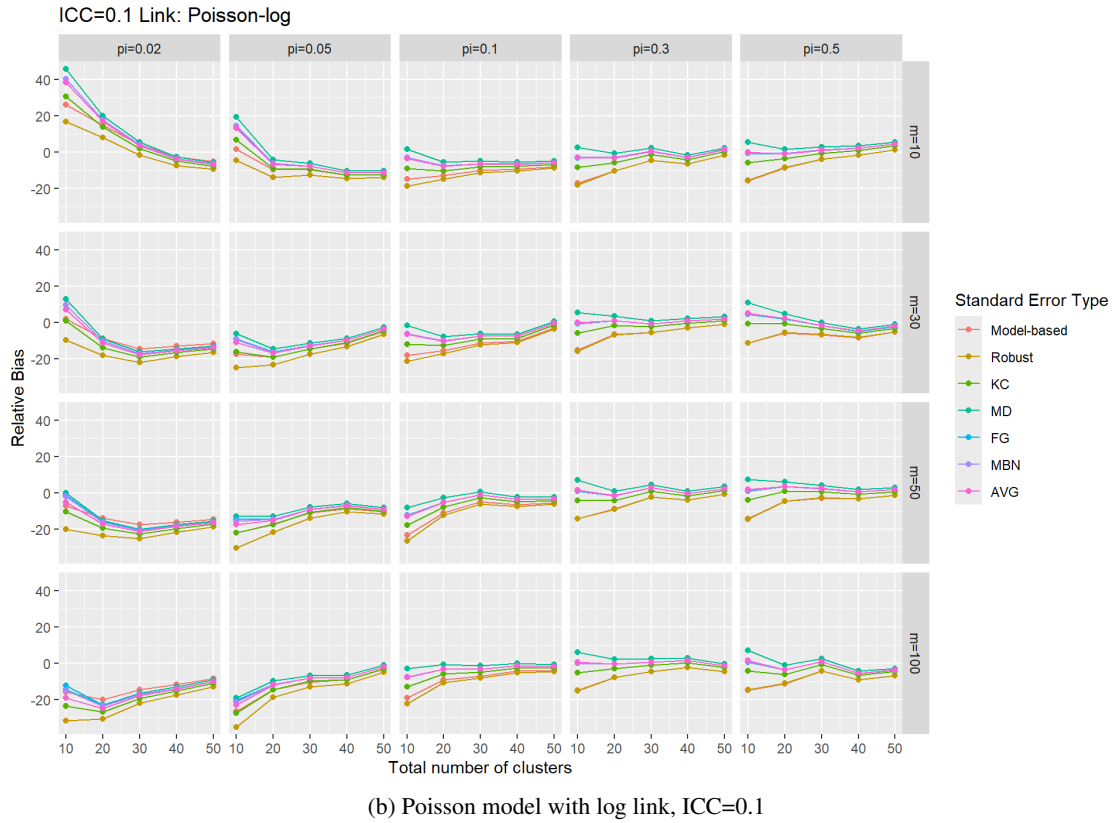 ICC=0.1 Link: Poisson-log
pi=0.02 pi=0.05 pi=0.1 pi=0.3 pi=0.5
40
20
0
-20
m=10
40
20
0
-20
m=30
40
20
0
-20
m=50
40
20
0
-20
m=100
Relative Bias
10 20 30 40 50 10 20 30 40 50 10 20 30 40 50 10 20 30 40 50 10 20 30 40 50
Total number of clusters
Standard Error Type
Model-based
Robust
KC
MD
FG
MBN
AVG
(b) Poisson model with log link, ICC=0.1